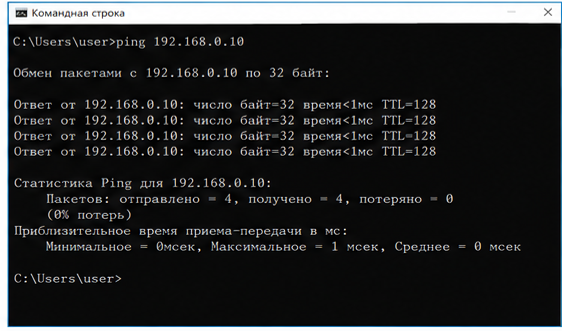 Командная строка
C:\Users\user>ping 192.168.0.10
Обмен пакетами с 192.168.0.10 по 32 байт:
Ответ от 192.168.0.10: число байт=32 время<1мс TTL=128
Ответ от 192.168.0.10: число байт=32 время<1мс TTL=128
Ответ от 192.168.0.10: число байт=32 время<1мс TTL=128
Ответ от 192.168.0.10: число байт=32 время<1мс TTL=128
Статистика Ping для 192.168.0.10:
Пакетов: отправлено = 4, получено = 4, потеряно = 0
(0% потерь)
Приблизительное время приема-передачи в мс:
Минимальное = 0мсек, Максимальное = 1 мсек, Среднее = 0 мсек
C:\Users\user>